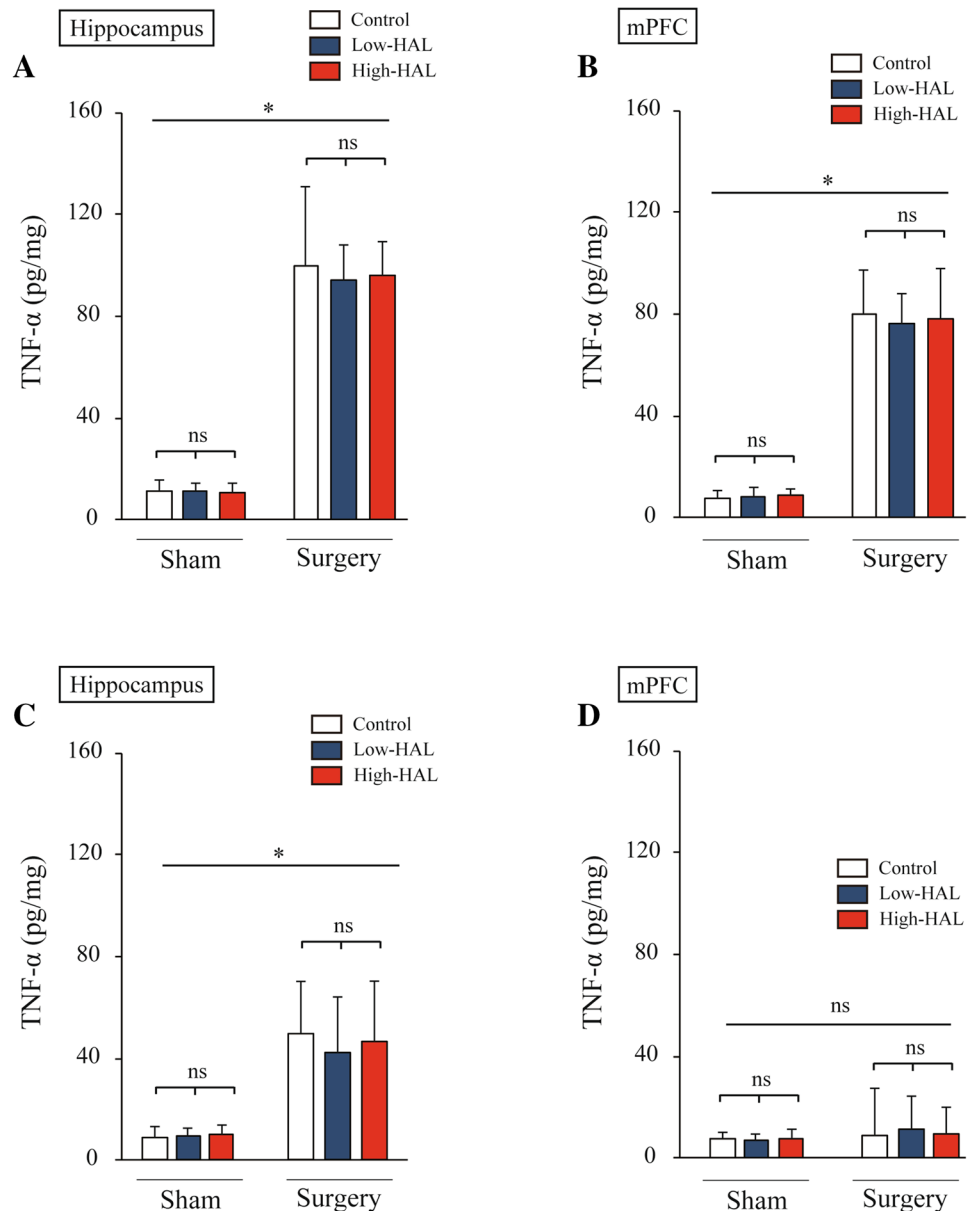 Hippocampus
A
Control
Low-HAL
High-HAL
TNF-α (pg/mg)
160
120
80
40
0
*
ns
ns
Sham
Surgery
mPFC
B
Control
Low-HAL
High-HAL
TNF-α (pg/mg)
160
120
80
40
0
*
ns
ns
Sham
Surgery
Hippocampus
C
Control
Low-HAL
High-HAL
TNF-α (pg/mg)
160
120
80
40
0
*
ns
ns
Sham
Surgery
mPFC
D
Control
Low-HAL
High-HAL
TNF-α (pg/mg)
160
120
80
40
0
ns
ns
ns
Sham
Surgery